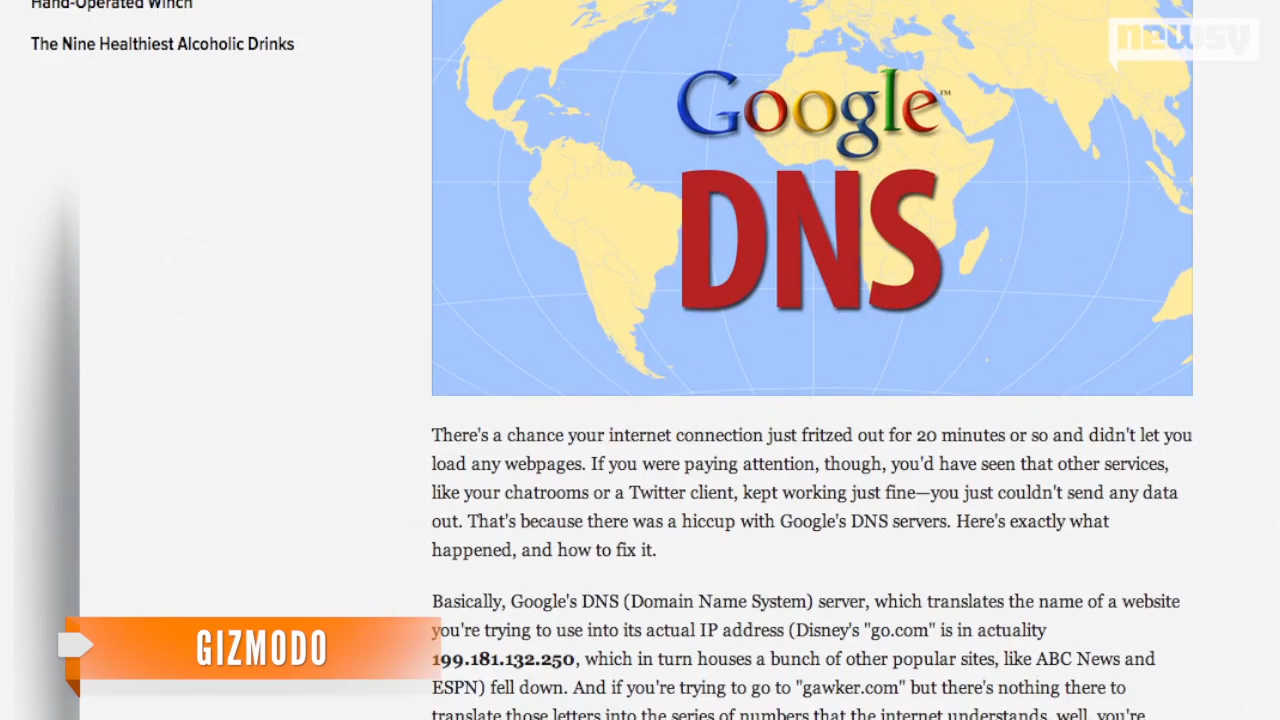 Hand-Operated Winch
The Nine Healthiest Alcoholic Drinks
newsy
Google™
DNS
There's a chance your internet connection just fritzed out for 20 minutes or so and didn't let you
load any webpages. If you were paying attention, though, you'd have seen that other services,
like your chatrooms or a Twitter client, kept working just fine—you just couldn't send any data
out. That's because there was a hiccup with Google's DNS servers. Here's exactly what
happened, and how to fix it.
Basically, Google's DNS (Domain Name System) server, which translates the name of a website
you're trying to use into its actual IP address (Disney's "go.com" is in actuality
199.181.132.250, which in turn houses a bunch of other popular sites, like ABC News and
ESPN) fell down. And if you're trying to go to "gawker.com" but there's nothing there to
translate those letters into the series of numbers that the internet understands, well, you're
GIZMODO